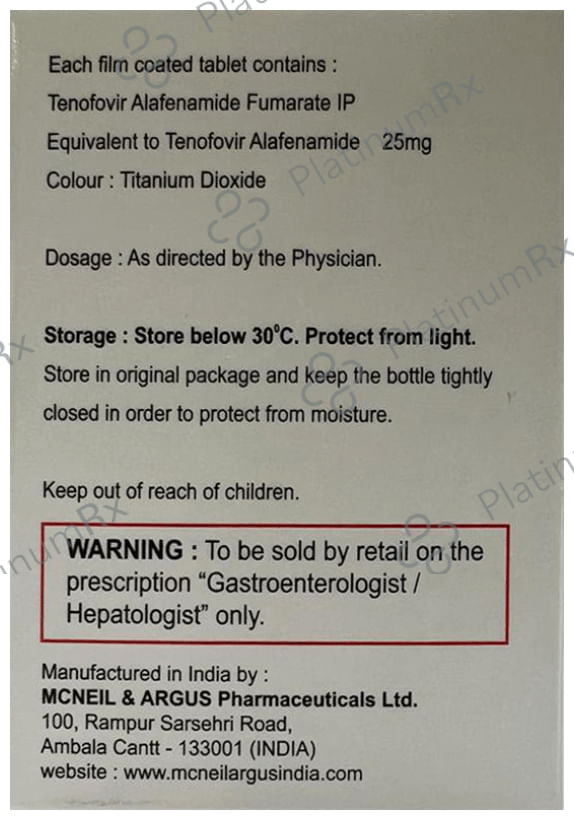 Each film coated tablet contains :
Tenofovir Alafenamide Fumarate IP
Equivalent to Tenofovir Alafenamide 25mg
Colour : Titanium Dioxide
Dosage : As directed by the Physician.
Storage : Store below 30⁰C. Protect from light.
Store in original package and keep the bottle tightly
closed in order to protect from moisture.
Keep out of reach of children.
WARNING : To be sold by retail on the
prescription “Gastroenterologist /
Hepatologist” only.
Manufactured in India by :
MCNEIL & ARGUS Pharmaceuticals Ltd.
100, Rampur Sarsehri Road,
Ambala Cantt - 133001 (INDIA)
website : www.mcneilargusindia.com
PlatinumRx
PlatinumRx